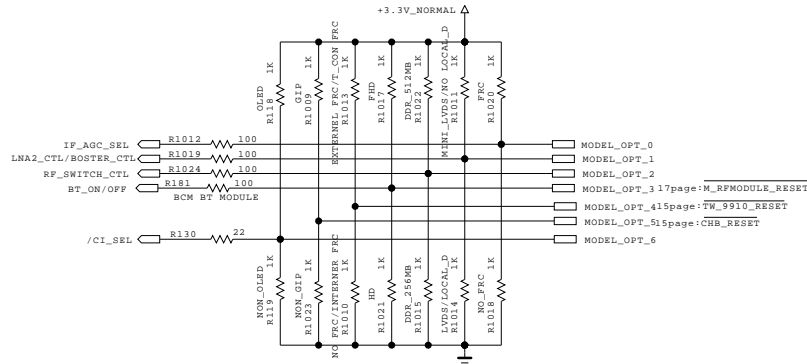 +3.3V_NORMAL
OLED
1K
R118
GIP
1K
R1009
EXTERNEL FRC/T_CON FRC
1K
R1013
FHD
1K
R1017
DDR_512MB
1K
R1022
MINI_LVDS/NO LOCAL_D
1K
R1011
FRC
1K
R1020
IF_AGC_SEL
R1012
100
MODEL_OPT_0
LNA2_CTL/BOSTER_CTL
R1019
100
MODEL_OPT_1
RF_SWITCH_CTL
R1024
100
MODEL_OPT_2
BT_ON/OFF
R181
100
BCM BT MODULE
MODEL_OPT_3 17page:M_RFMODULE_RESET
MODEL_OPT_4 15page:TW_9910_RESET
MODEL_OPT_5 15page:CHB_RESET
/CI_SEL
R130
22
MODEL_OPT_6
NON_OLED
1K
R119
NON_GIP
1K
R1023
NO FRC/INTERNER FRC
1K
R1010
HD
1K
R1021
DDR_256MB
1K
R1015
LVDS/LOCAL_D
1K
R1014
NO_FRC
1K
R1018